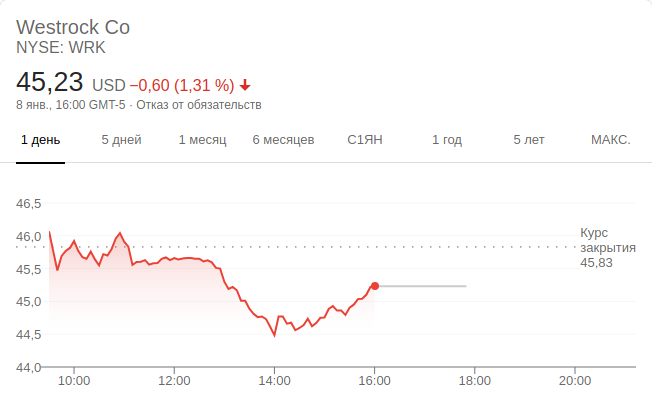 Westrock Co
NYSE: WRK
45,23 USD −0,60 (1,31 %)
8 янв., 16:00 GMT-5 · Отказ от обязательств
1 день 5 дней 1 месяц 6 месяцев С1ЯН 1 год 5 лет МАКС.
46,5
46,0
45,5
45,0
44,5
44,0
Курс
закрытия
45,83
10:00 12:00 14:00 16:00 18:00 20:00